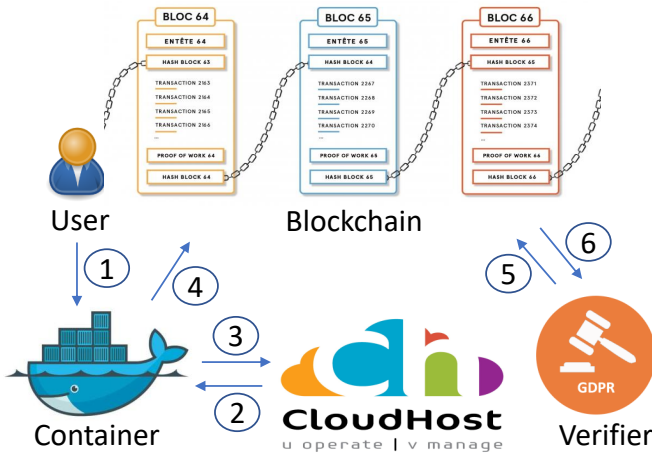 BLOC 64
ENTÊTE 64
HASH BLOCK 63
TRANSACTION 2163
TRANSACTION 2164
TRANSACTION 2165
TRANSACTION 2166
...
PROOF OF WORK 64
HASH BLOCK 64
BLOC 65
ENTÊTE 65
HASH BLOCK 64
TRANSACTION 2267
TRANSACTION 2268
TRANSACTION 2269
TRANSACTION 2270
...
PROOF OF WORK 65
HASH BLOCK 65
BLOC 66
ENTÊTE 66
HASH BLOCK 65
TRANSACTION 2371
TRANSACTION 2372
TRANSACTION 2373
TRANSACTION 2374
...
PROOF OF WORK 66
HASH BLOCK 66
User
Blockchain
1
4
5
6
3
2
ch
CloudHost
u operate | v manage
GDPR
Container
Verifier